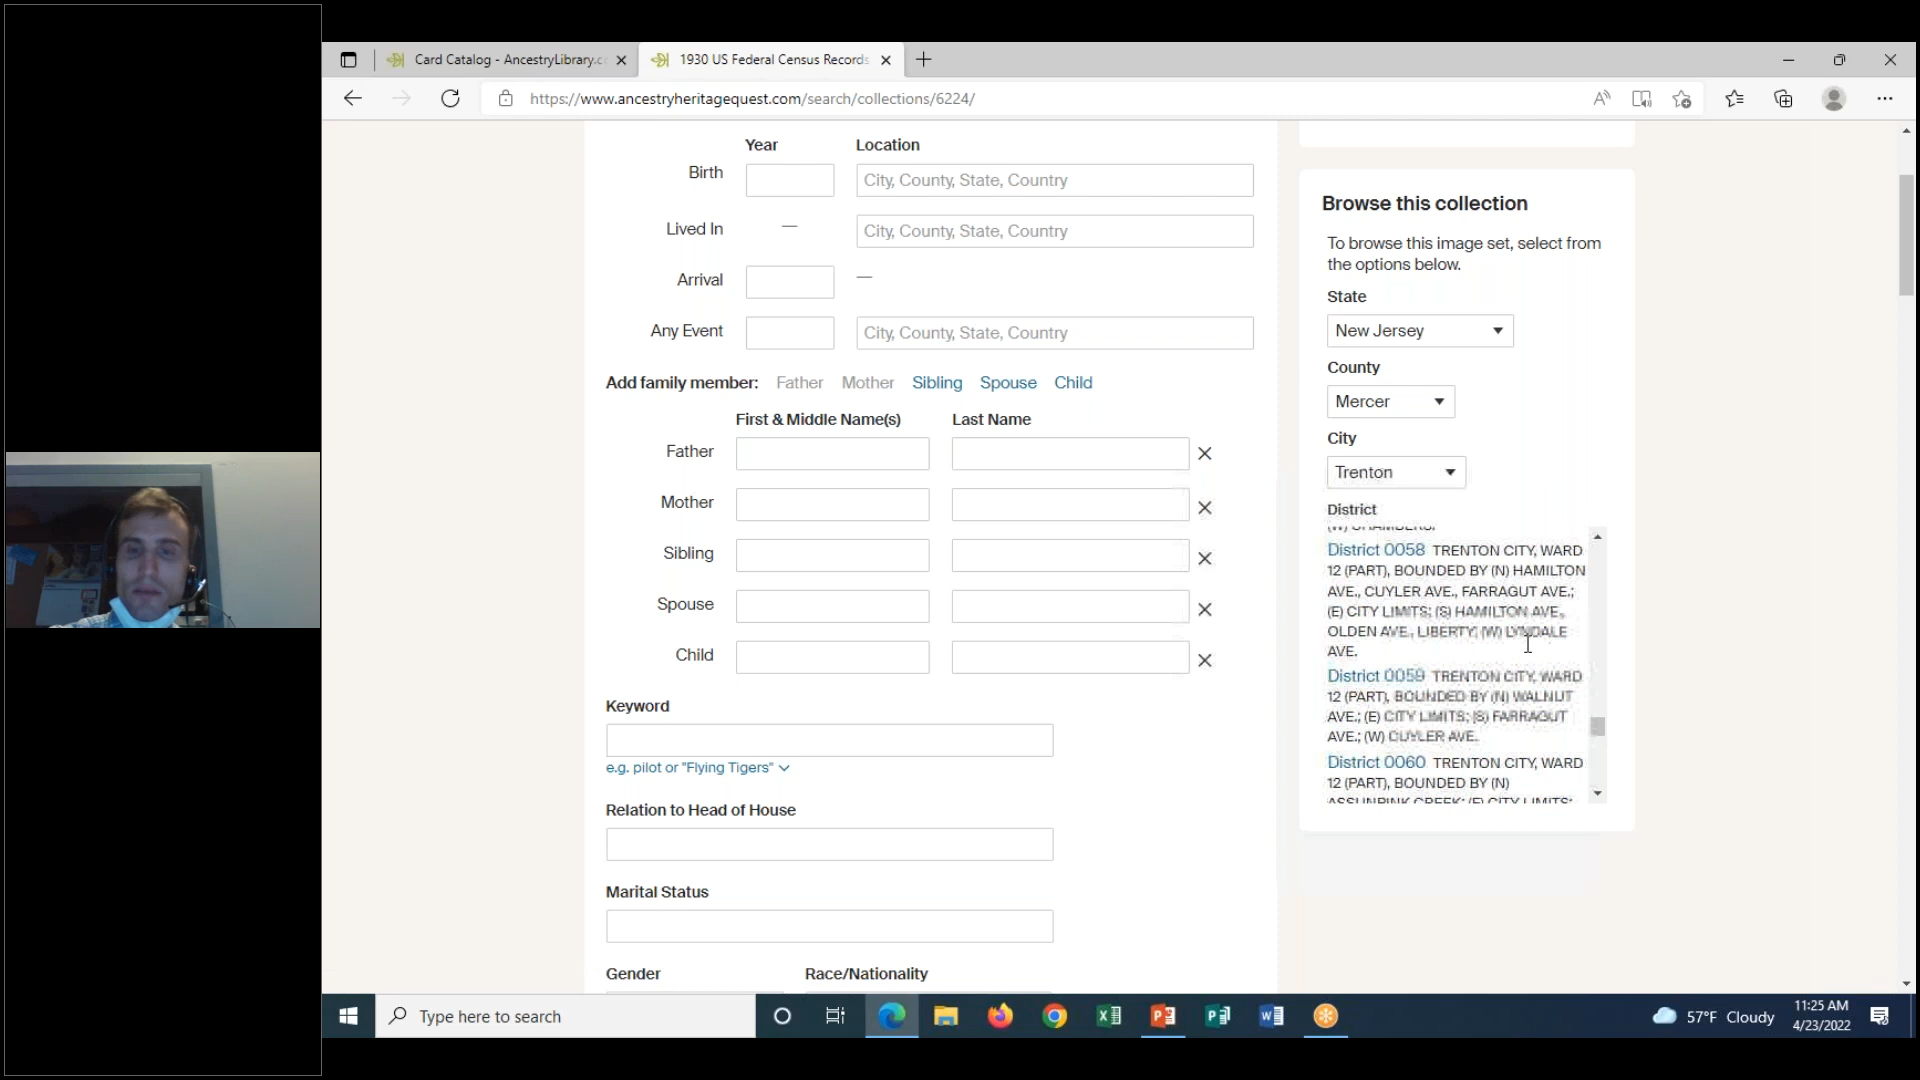 Card Catalog - AncestryLibrary.c
1930 US Federal Census Records
https://www.ancestryheritagequest.com/search/collections/6224/
Year Location
Birth City, County, State, Country
Lived In — City, County, State, Country
Arrival —
Any Event City, County, State, Country
Add family member: Father Mother Sibling Spouse Child
First & Middle Name(s) Last Name
Father
Mother
Sibling
Spouse
Child
Keyword
e.g. pilot or "Flying Tigers"
Relation to Head of House
Marital Status
Gender Race/Nationality
Browse this collection
To browse this image set, select from
the options below.
State
New Jersey
County
Mercer
City
Trenton
District
(W) CHAMBERS.
District 0058 TRENTON CITY, WARD
12 (PART), BOUNDED BY (N) HAMILTON
AVE., CUYLER AVE., FARRAGUT AVE.;
(E) CITY LIMITS; (S) HAMILTON AVE.,
OLDEN AVE., LIBERTY; (W) LYNDALE
AVE.
District 0059 TRENTON CITY, WARD
12 (PART), BOUNDED BY (N) WALNUT
AVE.; (E) CITY LIMITS; (S) FARRAGUT
AVE.; (W) CUYLER AVE.
District 0060 TRENTON CITY, WARD
12 (PART), BOUNDED BY (N)
ASSUNPINK CREEK; (E) CITY LIMITS;
Type here to search
57°F Cloudy
11:25 AM
4/23/2022